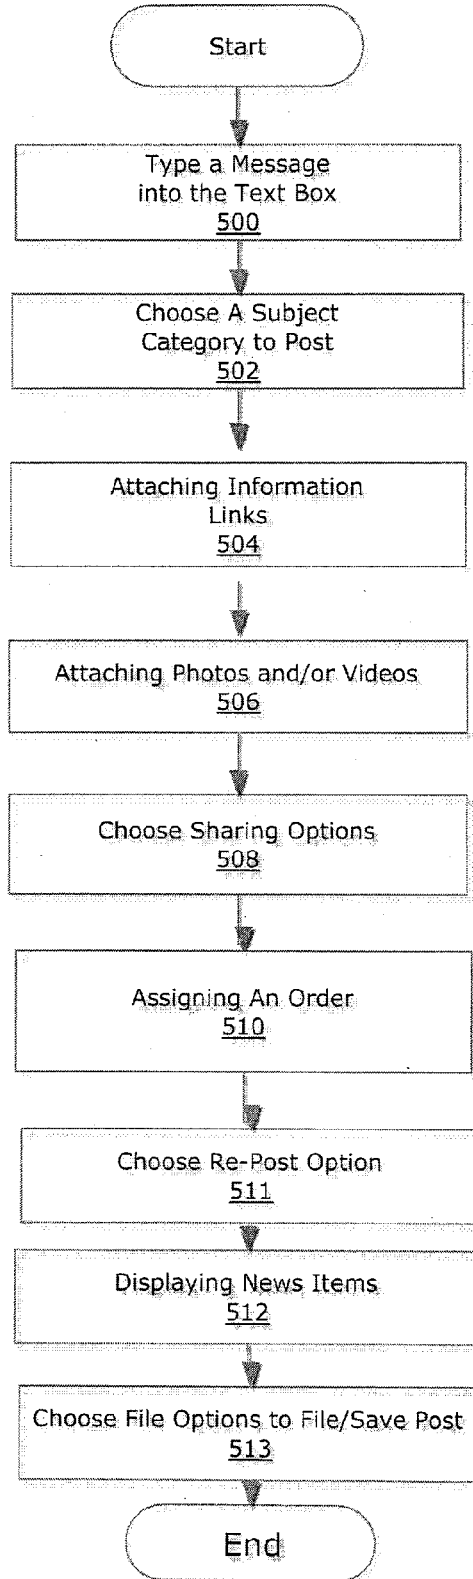 Start
Type a Message
into the Text Box
500
Choose A Subject
Category to Post
502
Attaching Information
Links
504
Attaching Photos and/or Videos
506
Choose Sharing Options
508
Assigning An Order
510
Choose Re-Post Option
511
Displaying News Items
512
Choose File Options to File/Save Post
513
End